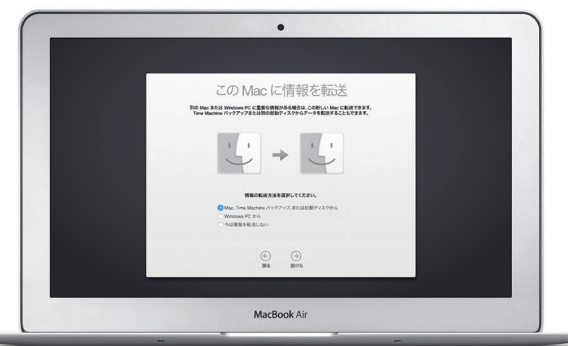 この Mac に情報を転送
別の Mac または Windows PC に重要な情報がある場合は、この新しい Mac に転送できます。
Time Machine バックアップまたは別の起動ディスクからデータを転送することもできます。
情報の転送方法を選択してください。
Mac、Time Machine バックアップ、または起動ディスクから
Windows PC から
今は情報を転送しない
戻る 続ける
MacBook Air